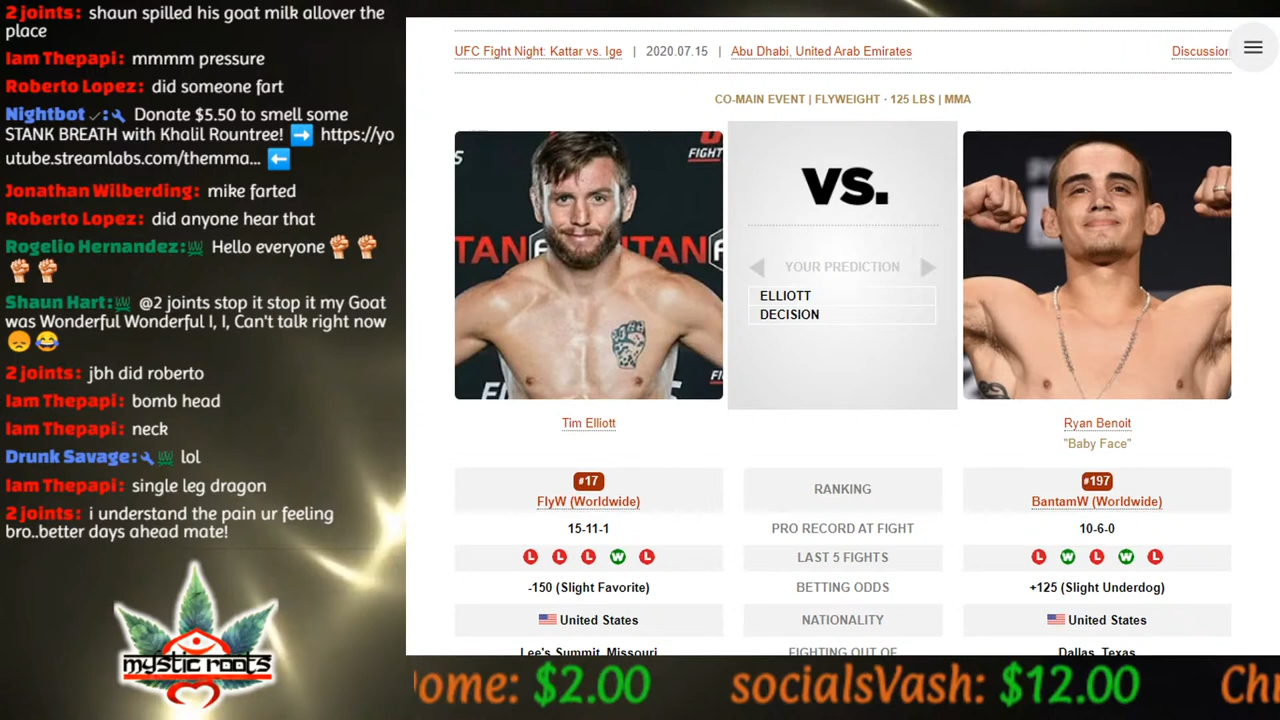 2 joints: shaun spilled his goat milk allover the
place
Iam Thepapi: mmmm pressure
Roberto Lopez: did someone fart
Nightbot ✓:🔧 Donate $5.50 to smell some
STANK BREATH with Khalil Rountree! ➡️ https://yo
utube.streamlabs.com/themma... ⬅️
Jonathan Wilberding: mike farted
Roberto Lopez: did anyone hear that
Rogelio Hernandez: Hello everyone ✊🏼 ✊🏼
✊🏼 ✊🏼
Shaun Hart: @2 joints stop it stop it my Goat
was Wonderful Wonderful I, I, Can't talk right now
😞😂
2 joints: jbh did roberto
Iam Thepapi: bomb head
Iam Thepapi: neck
Drunk Savage:🔧 lol
Iam Thepapi: single leg dragon
2 joints: i understand the pain ur feeling
bro..better days ahead mate!
mystic roots
UFC Fight Night: Kattar vs. Ige | 2020.07.15 | Abu Dhabi, United Arab Emirates Discussion
CO-MAIN EVENT | FLYWEIGHT · 125 LBS | MMA
S
FIGHT
TAN
ITAN
VS.
YOUR PREDICTION
ELLIOTT
DECISION
Tim Elliott
Ryan Benoit
"Baby Face"
#17
FlyW (Worldwide)
RANKING
#197
BantamW (Worldwide)
15-11-1 PRO RECORD AT FIGHT 10-6-0
L L L W L LAST 5 FIGHTS L W L W L
-150 (Slight Favorite) BETTING ODDS +125 (Slight Underdog)
United States NATIONALITY United States
Lee's Summit, Missouri FIGHTING OUT OF Dallas, Texas
ome: $2.00 socialsVash: $12.00 Ch